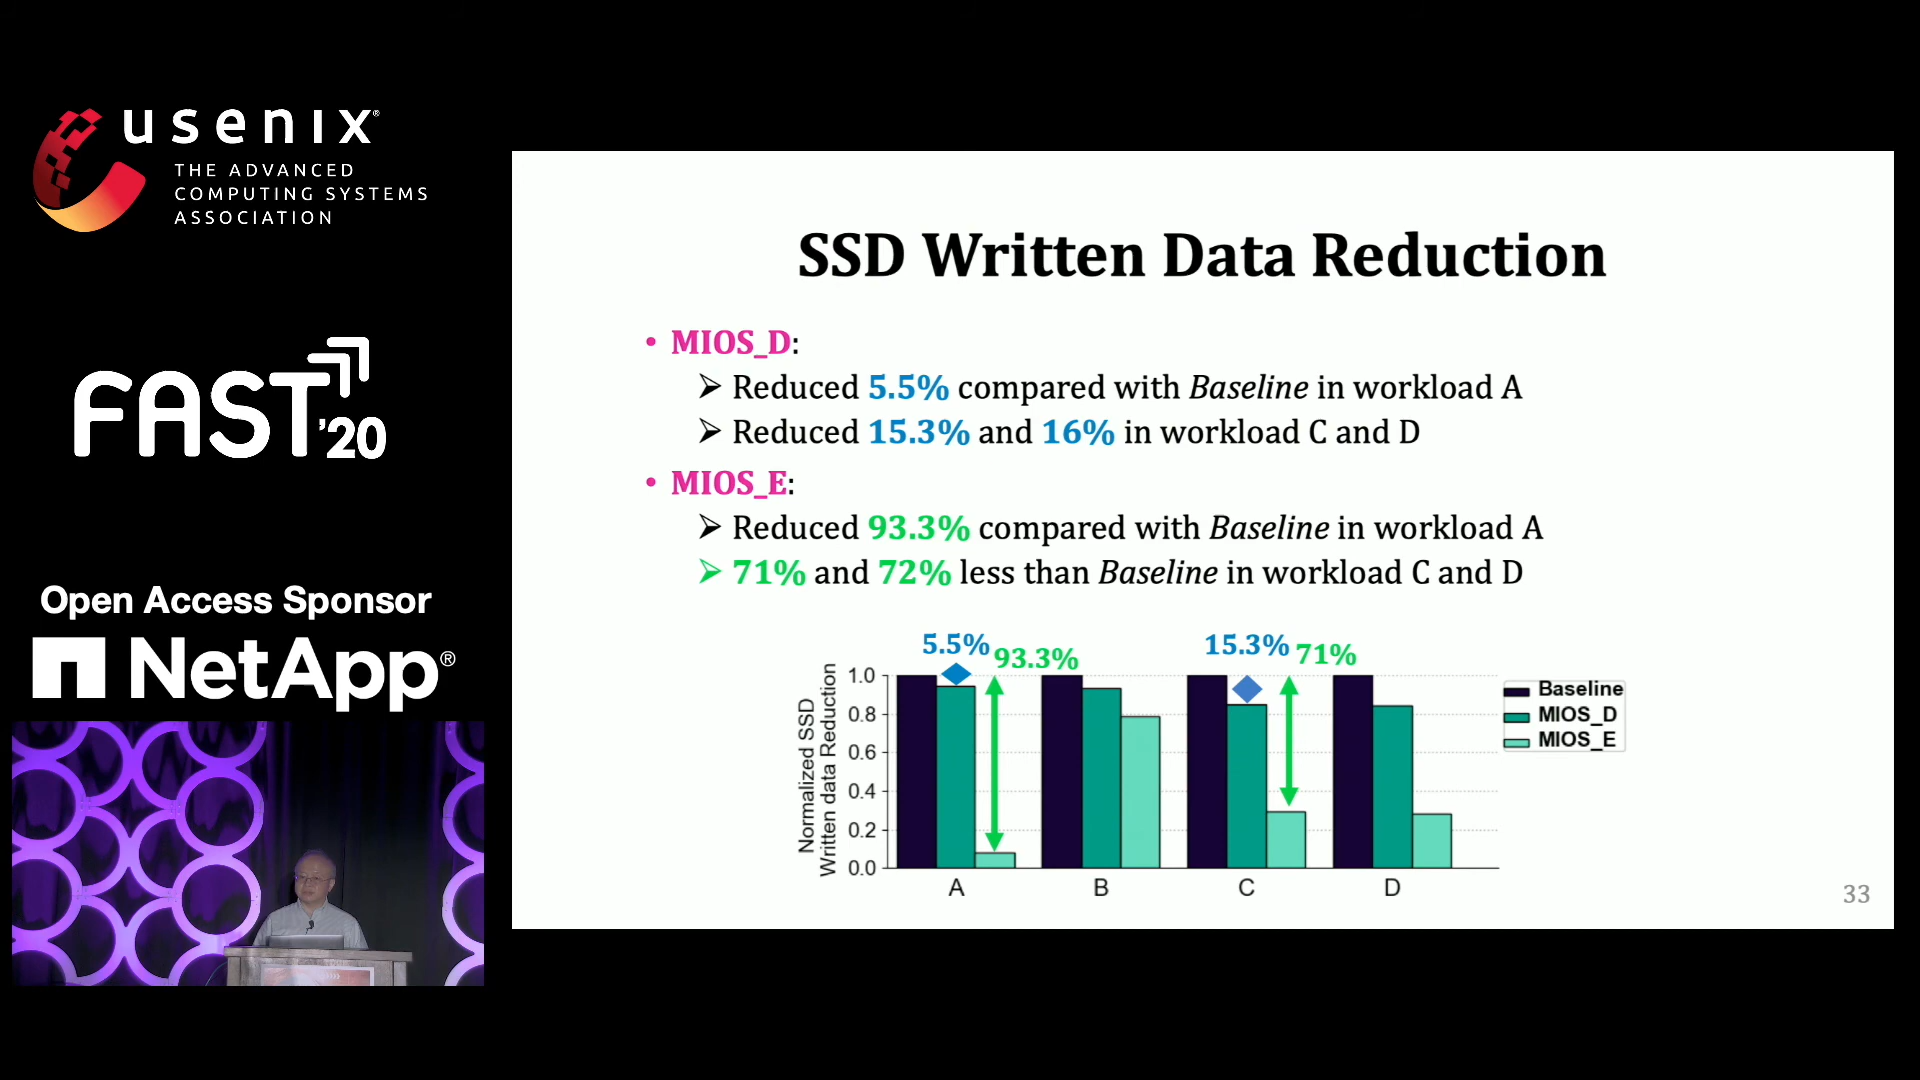 usenix®
THE ADVANCED
COMPUTING SYSTEMS
ASSOCIATION
FAST'20
Open Access Sponsor
NetApp®
SSD Written Data Reduction
• MIOS_D:
➢ Reduced 5.5% compared with Baseline in workload A
➢ Reduced 15.3% and 16% in workload C and D
• MIOS_E:
➢ Reduced 93.3% compared with Baseline in workload A
➢ 71% and 72% less than Baseline in workload C and D
5.5%
93.3%
15.3%
71%
Normalized SSD
Written data Reduction
1.0
0.8
0.6
0.4
0.2
0.0
A
B
C
D
Baseline
MIOS_D
MIOS_E
33